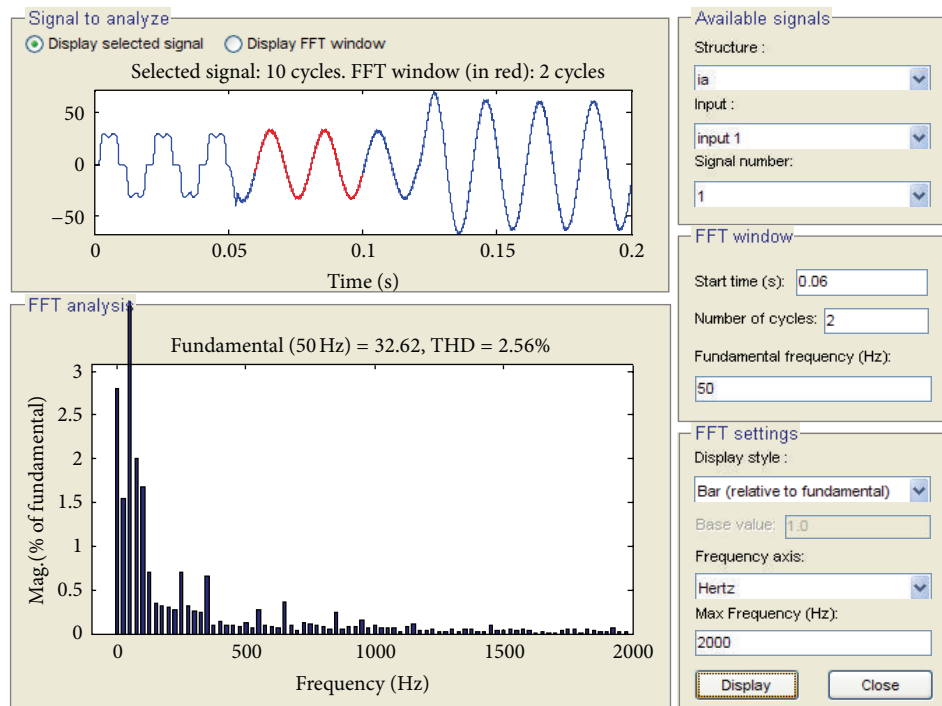 Signal to analyze
Display selected signal Display FFT window
Selected signal: 10 cycles. FFT window (in red): 2 cycles
50
0
−50
0 0.05 0.1 0.15 0.2
Time (s)
FFT analysis
Fundamental (50 Hz) = 32.62, THD = 2.56%
3
2.5
2
1.5
1
0.5
0
Mag.(% of fundamental)
0 500 1000 1500 2000
Frequency (Hz)
Available signals
Structure :
ia
Input :
input 1
Signal number:
1
FFT window
Start time (s): 0.06
Number of cycles: 2
Fundamental frequency (Hz):
50
FFT settings
Display style :
Bar (relative to fundamental)
Base value: 1.0
Frequency axis:
Hertz
Max Frequency (Hz):
2000
Display Close